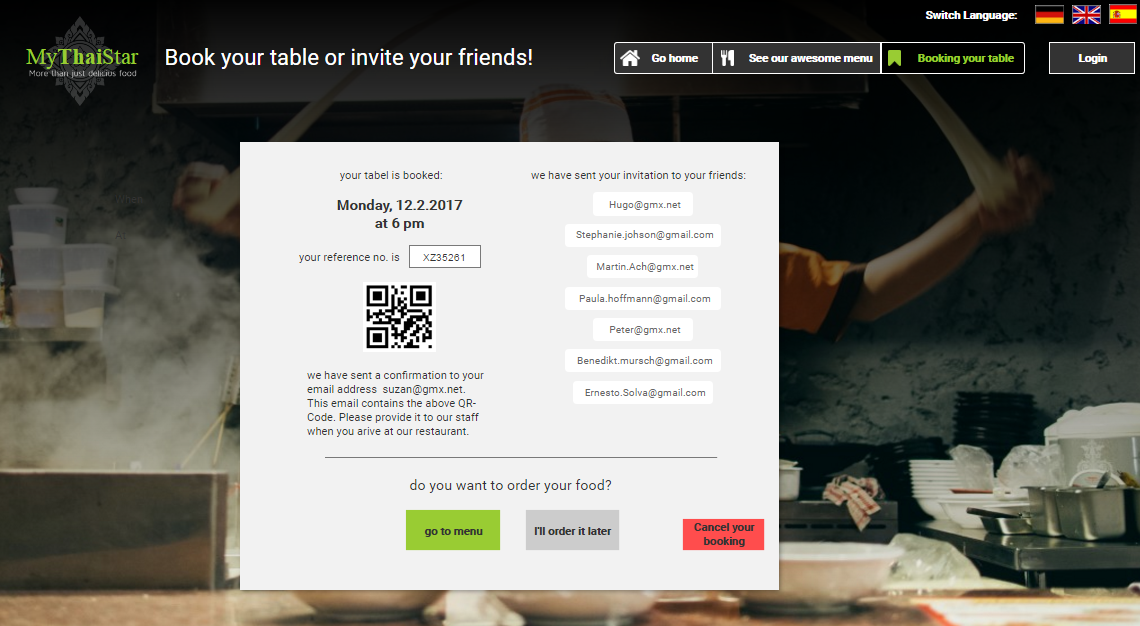 Switch Language:
MyThaiStar
More than just delicious food
Book your table or invite your friends!
Go home
See our awesome menu
Booking your table
Login
your tabel is booked:
Monday, 12.2.2017
at 6 pm
your reference no. is XZ35261
we have sent a confirmation to your
email address suzan@gmx.net.
This email contains the above QR-
Code. Please provide it to our staff
when you arive at our restaurant.
we have sent your invitation to your friends:
Hugo@gmx.net
Stephanie.johson@gmail.com
Martin.Ach@gmx.net
Paula.hoffmann@gmail.com
Peter@gmx.net
Benedikt.mursch@gmail.com
Ernesto.Solva@gmail.com
do you want to order your food?
go to menu
I'll order it later
Cancel your
booking